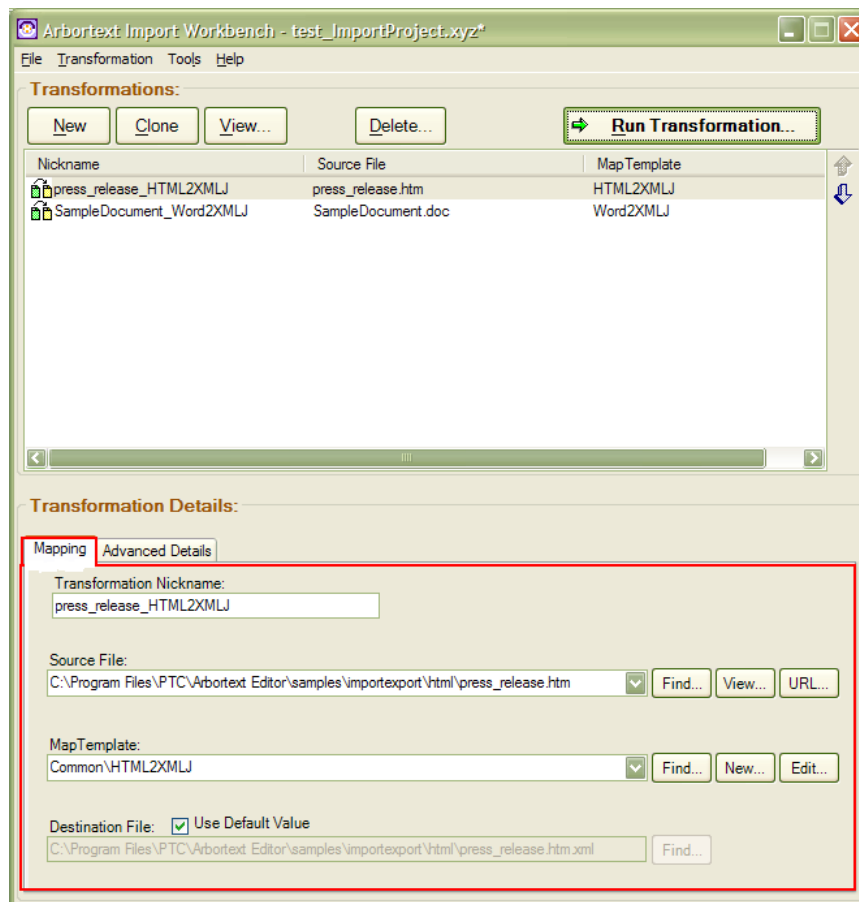 Arbortext Import Workbench - test_ImportProject.xyz*
File Transformation Tools Help
Transformations:
New Clone View... Delete... Run Transformation...
Nickname Source File MapTemplate
press_release_HTML2XMLJ press_release.htm HTML2XMLJ
SampleDocument_Word2XMLJ SampleDocument.doc Word2XMLJ
Transformation Details:
Mapping Advanced Details
Transformation Nickname:
press_release_HTML2XMLJ
Source File:
C:\Program Files\PTC\Arbortext Editor\samples\importexport\html\press_release.htm Find... View... URL...
MapTemplate:
Common\HTML2XMLJ Find... New... Edit...
Destination File: Use Default Value
C:\Program Files\PTC\Arbortext Editor\samples\importexport\html\press_release.htm.xml Find...